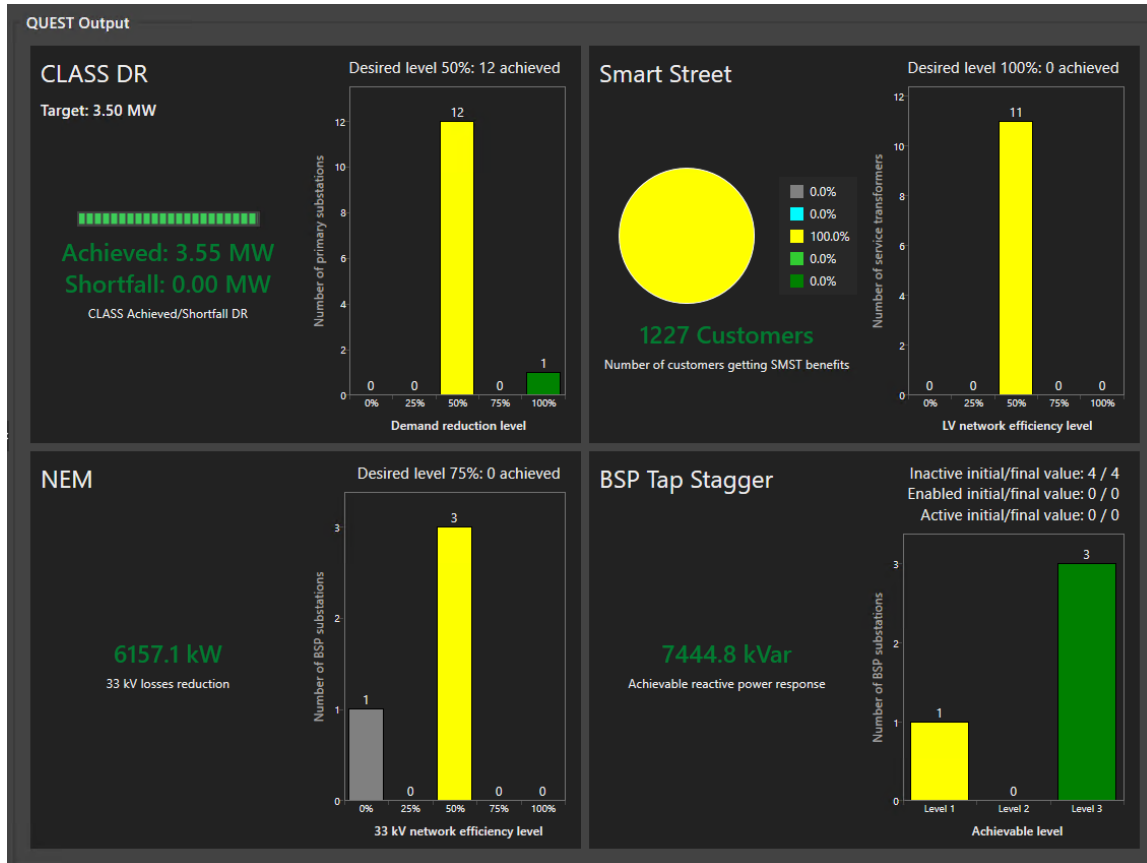 QUEST Output
CLASS DR
Target: 3.50 MW
Achieved: 3.55 MW
Shortfall: 0.00 MW
CLASS Achieved/Shortfall DR
Desired level 50%: 12 achieved
Number of primary substations
12
10
8
6
4
2
0
0
0
12
0
1
0%
25%
50%
75%
100%
Demand reduction level
Smart Street
0.0%
0.0%
100.0%
0.0%
0.0%
1227 Customers
Number of customers getting SMST benefits
Desired level 100%: 0 achieved
Number of service transformers
12
10
8
6
4
2
0
0
0
11
0
0
0%
25%
50%
75%
100%
LV network efficiency level
NEM
6157.1 kW
33 kV losses reduction
Desired level 75%: 0 achieved
Number of BSP substations
3
2
1
0
1
0
3
0
0
0%
25%
50%
75%
100%
33 kV network efficiency level
BSP Tap Stagger
7444.8 kVar
Achievable reactive power response
Inactive initial/final value: 4 / 4
Enabled initial/final value: 0 / 0
Active initial/final value: 0 / 0
Number of BSP substations
3
2
1
0
1
0
3
Level 1
Level 2
Level 3
Achievable level